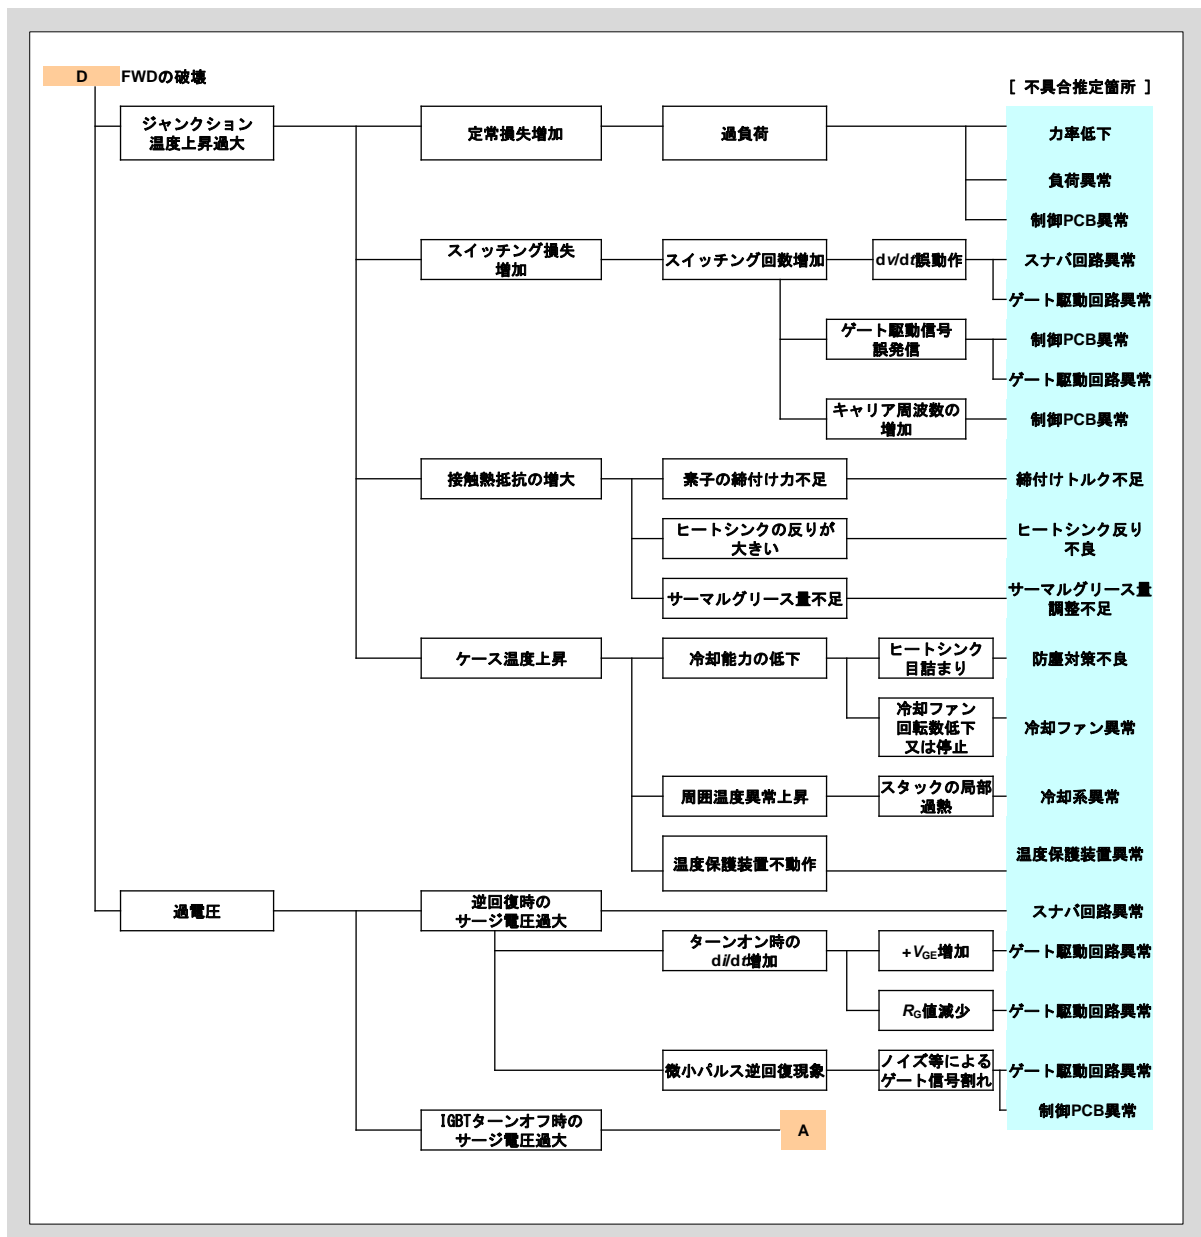 D FWDの破壊
[ 不具合推定箇所 ]
ジャンクション
温度上昇過大
定常損失増加
過負荷
力率低下
負荷異常
制御PCB異常
スイッチング損失
増加
スイッチング回数増加
dv/dt誤動作
スナバ回路異常
ゲート駆動回路異常
ゲート駆動信号
誤発信
制御PCB異常
ゲート駆動回路異常
キャリア周波数の
増加
制御PCB異常
接触熱抵抗の増大
素子の締付け力不足
締付けトルク不足
ヒートシンクの反りが
大きい
ヒートシンク反り
不良
サーマルグリース量不足
サーマルグリース量
調整不足
ケース温度上昇
冷却能力の低下
ヒートシンク
目詰まり
防塵対策不良
冷却ファン
回転数低下
又は停止
冷却ファン異常
周囲温度異常上昇
スタックの局部
過熱
冷却系異常
温度保護装置不動作
温度保護装置異常
過電圧
逆回復時の
サージ電圧過大
スナバ回路異常
ターンオン時の
di/dt増加
+VGE増加
ゲート駆動回路異常
RG値減少
ゲート駆動回路異常
微小パルス逆回復現象
ノイズ等による
ゲート信号割れ
ゲート駆動回路異常
制御PCB異常
IGBTターンオフ時の
サージ電圧過大
A